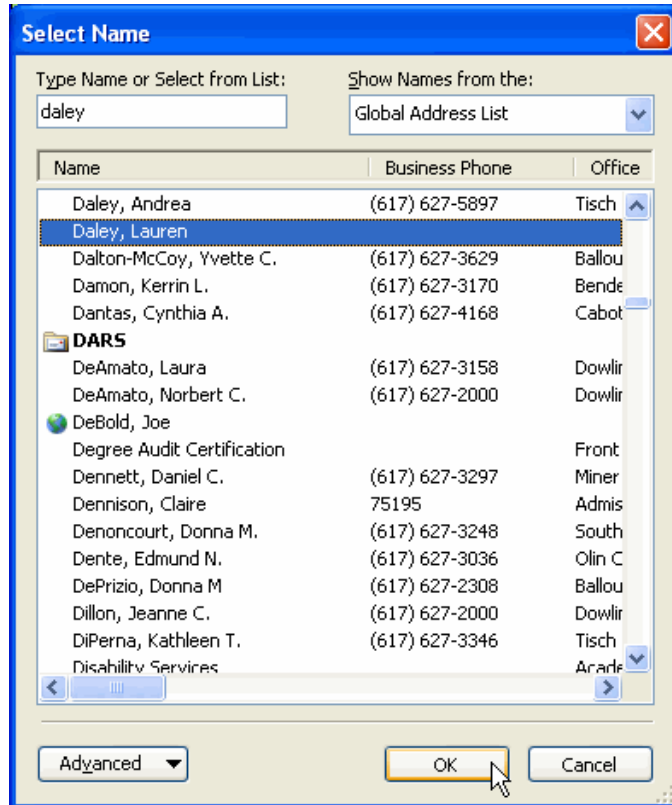 Select Name
Type Name or Select from List: Show Names from the:
daley Global Address List
Name Business Phone Office
Daley, Andrea (617) 627-5897 Tisch
Daley, Lauren
Dalton-McCoy, Yvette C. (617) 627-3629 Ballou
Damon, Kerrin L. (617) 627-3170 Bende
Dantas, Cynthia A. (617) 627-4168 Cabot
DARS
DeAmato, Laura (617) 627-3158 Dowlir
DeAmato, Norbert C. (617) 627-2000 Dowlir
DeBold, Joe
Degree Audit Certification Front
Dennett, Daniel C. (617) 627-3297 Miner
Dennison, Claire 75195 Admis
Denoncourt, Donna M. (617) 627-3248 South
Dente, Edmund N. (617) 627-3036 Olin C
DePrizio, Donna M (617) 627-2308 Ballou
Dillon, Jeanne C. (617) 627-2000 Dowlir
DiPerna, Kathleen T. (617) 627-3346 Tisch
Disability Services Acade
Advanced OK Cancel